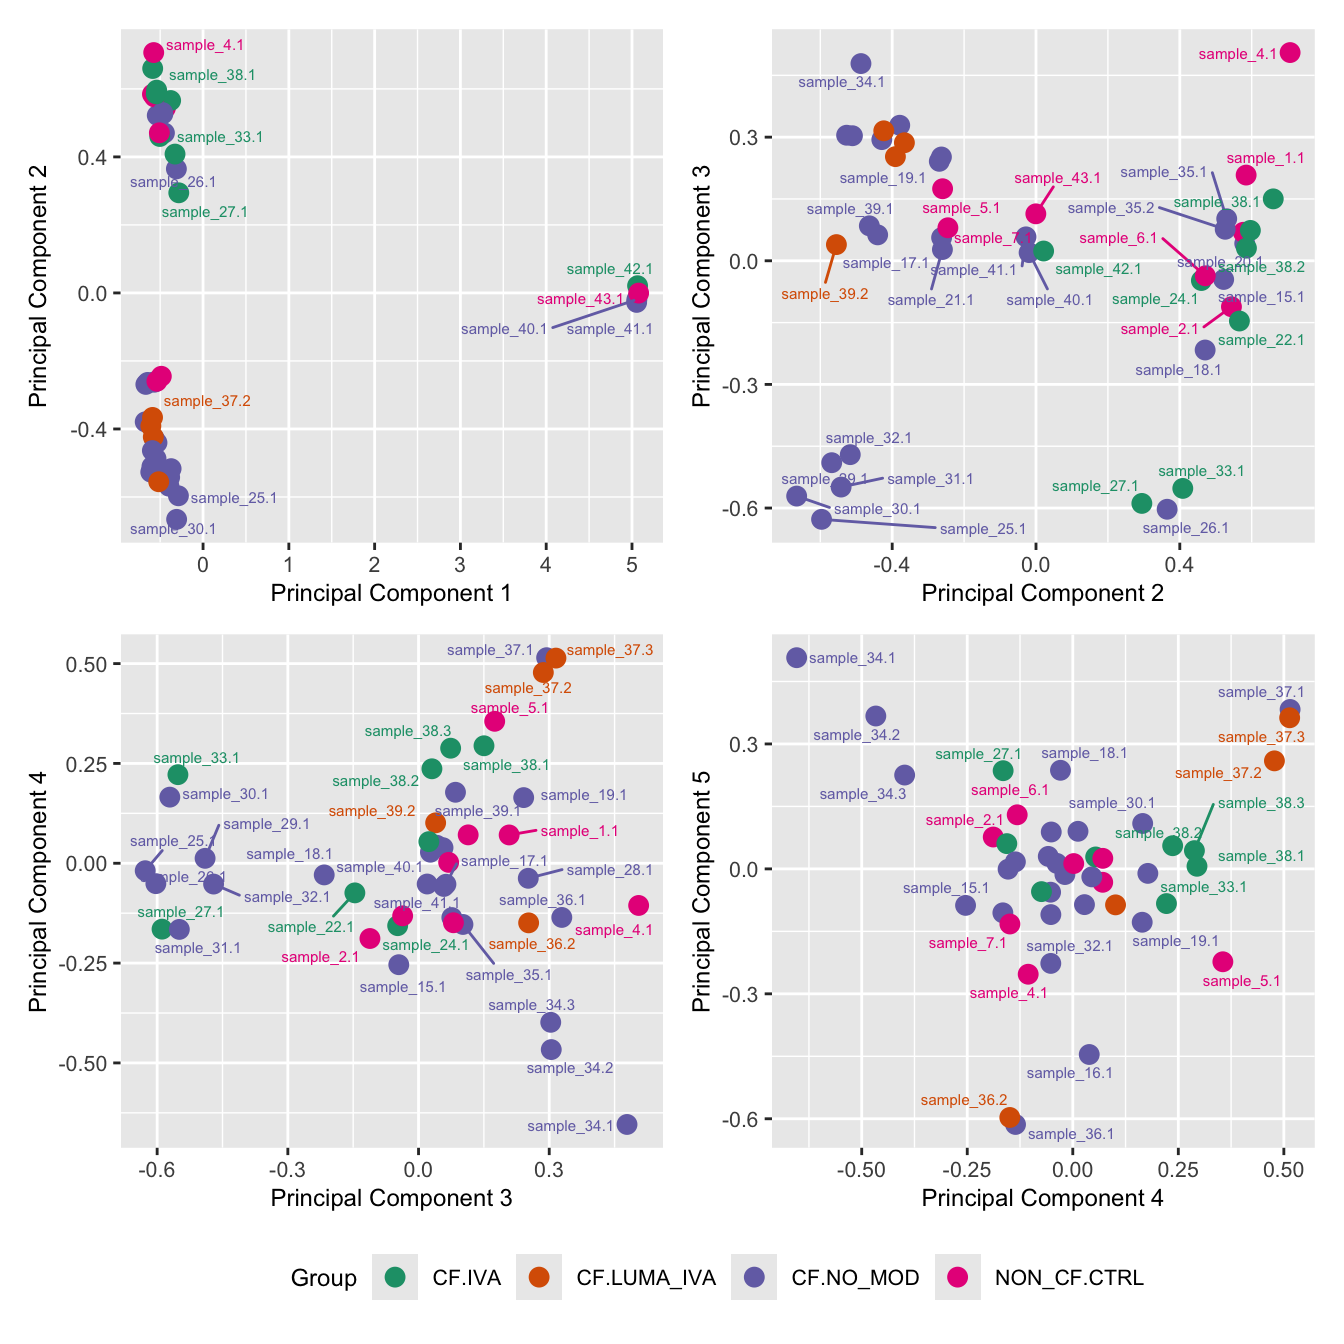 sample_4.1
sample_38.1
sample_33.1
sample_26.1
sample_27.1
sample_42.1
sample_43.1
sample_40.1
sample_41.1
sample_37.2
sample_25.1
sample_30.1
0.4
0.0
-0.4
0
1
2
3
4
5
Principal Component 1
Principal Component 2
sample_4.1
sample_34.1
sample_1.1
sample_35.1
sample_43.1
sample_19.1
sample_38.1
sample_5.1
sample_39.1
sample_35.2
sample_7.1
sample_6.1
sample_17.1
sample_41.1
sample_42.1
sample_20.1
sample_38.2
sample_39.2
sample_21.1
sample_40.1
sample_24.1
sample_15.1
sample_2.1
sample_22.1
sample_18.1
sample_32.1
sample_29.1
sample_31.1
sample_33.1
sample_27.1
sample_30.1
sample_25.1
sample_26.1
0.3
0.0
-0.3
-0.6
-0.4
0.0
0.4
Principal Component 2
Principal Component 3
sample_37.1
sample_37.3
sample_37.2
sample_5.1
sample_38.3
sample_33.1
sample_38.1
sample_38.2
sample_30.1
sample_19.1
sample_39.2
sample_39.1
sample_29.1
sample_1.1
sample_25.1
sample_18.1
sample_40.1
sample_17.1
sample_28.1
sample_32.1
sample_41.1
sample_36.1
sample_27.1
sample_22.1
sample_4.1
sample_31.1
sample_24.1
sample_36.2
sample_2.1
sample_35.1
sample_15.1
sample_34.3
sample_34.2
sample_34.1
0.50
0.25
0.00
-0.25
-0.50
-0.6
-0.3
0.0
0.3
Principal Component 3
Principal Component 4
sample_34.1
sample_37.1
sample_34.2
sample_37.3
sample_27.1
sample_18.1
sample_37.2
sample_34.3
sample_6.1
sample_30.1
sample_38.3
sample_2.1
sample_38.2
sample_38.1
sample_15.1
sample_33.1
sample_7.1
sample_32.1
sample_19.1
sample_4.1
sample_5.1
sample_16.1
sample_36.2
sample_36.1
0.3
0.0
-0.3
-0.6
-0.50
-0.25
0.00
0.25
0.50
Principal Component 4
Principal Component 5
Group
CF.IVA
CF.LUMA_IVA
CF.NO_MOD
NON_CF.CTRL